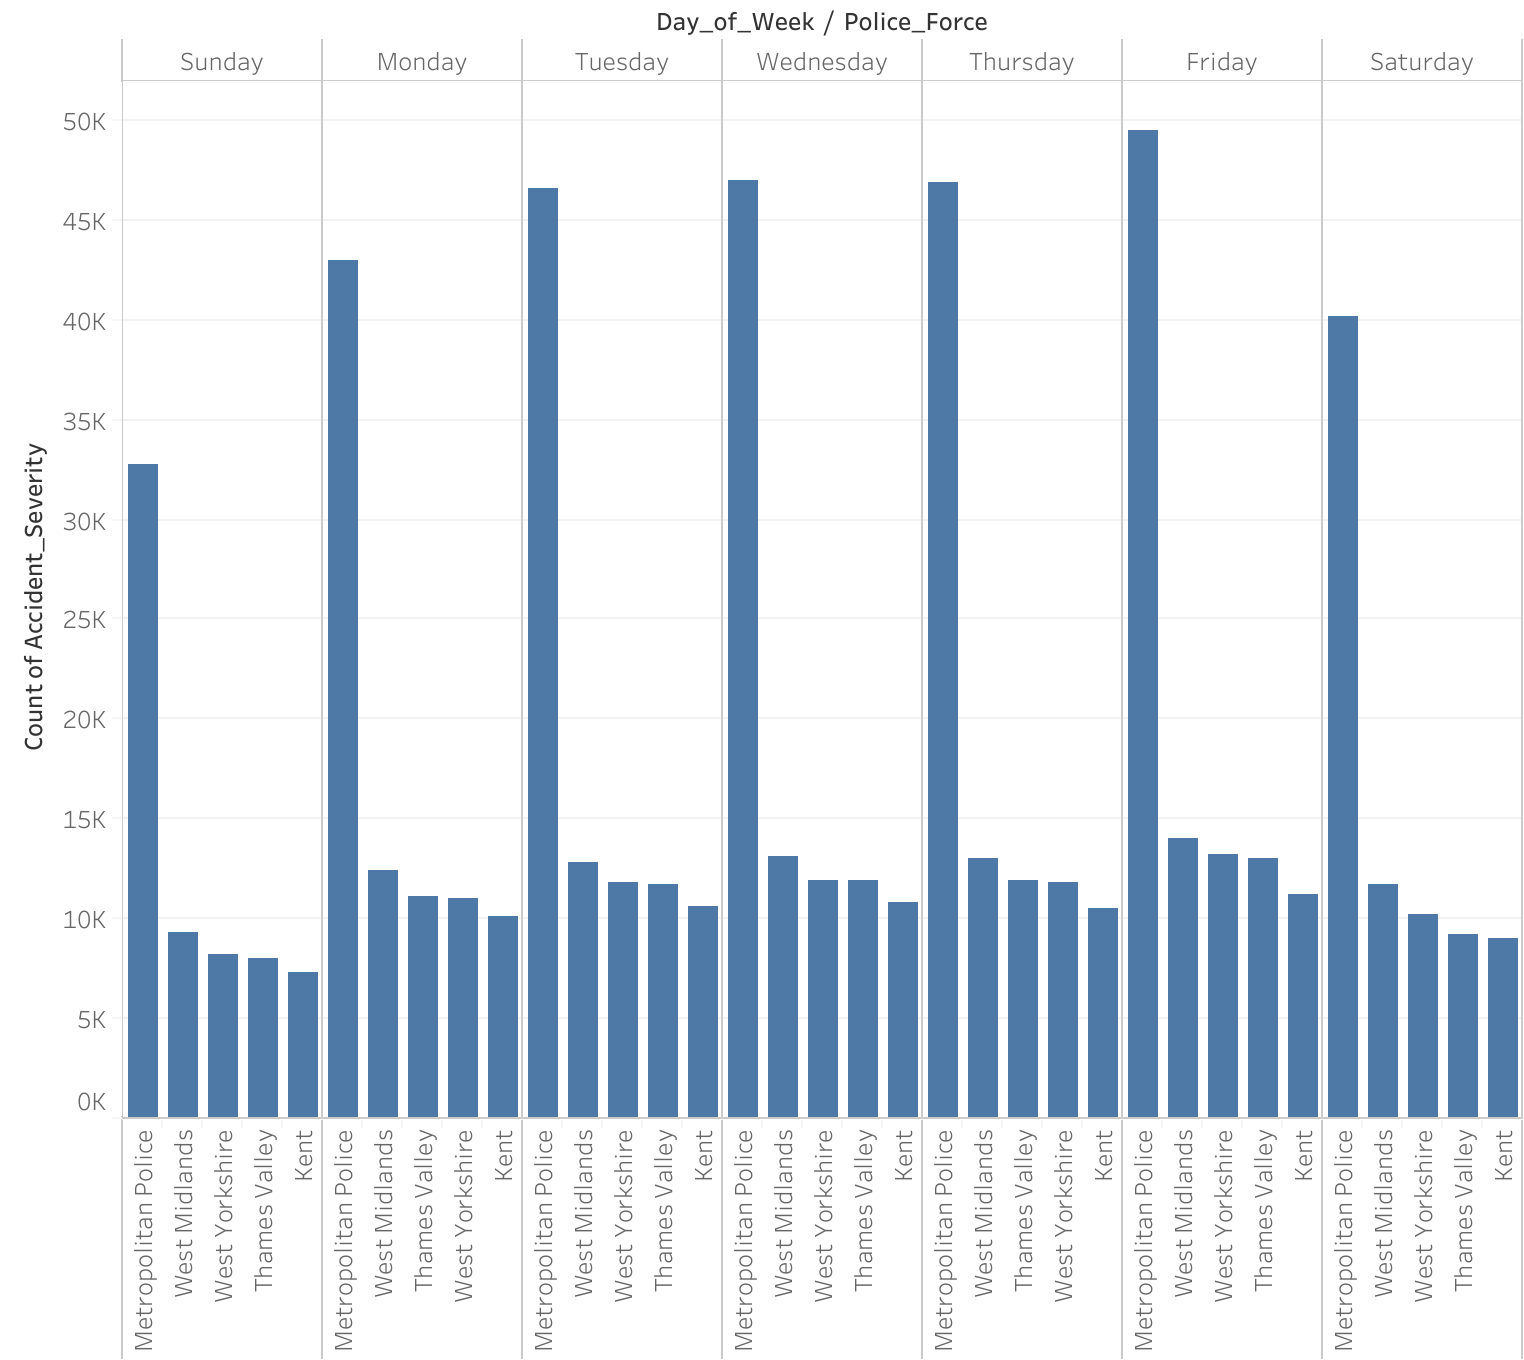 Day_of_Week / Police_Force
Sunday Monday Tuesday Wednesday Thursday Friday Saturday
Count of Accident_Severity
50K
45K
40K
35K
30K
25K
20K
15K
10K
5K
0K
Metropolitan Police
West Midlands
West Yorkshire
Thames Valley
Kent
Metropolitan Police
West Midlands
Thames Valley
West Yorkshire
Kent
Metropolitan Police
West Midlands
West Yorkshire
Thames Valley
Kent
Metropolitan Police
West Midlands
West Yorkshire
Thames Valley
Kent
Metropolitan Police
West Midlands
Thames Valley
West Yorkshire
Kent
Metropolitan Police
West Midlands
West Yorkshire
Thames Valley
Kent
Metropolitan Police
West Midlands
West Yorkshire
Thames Valley
Kent